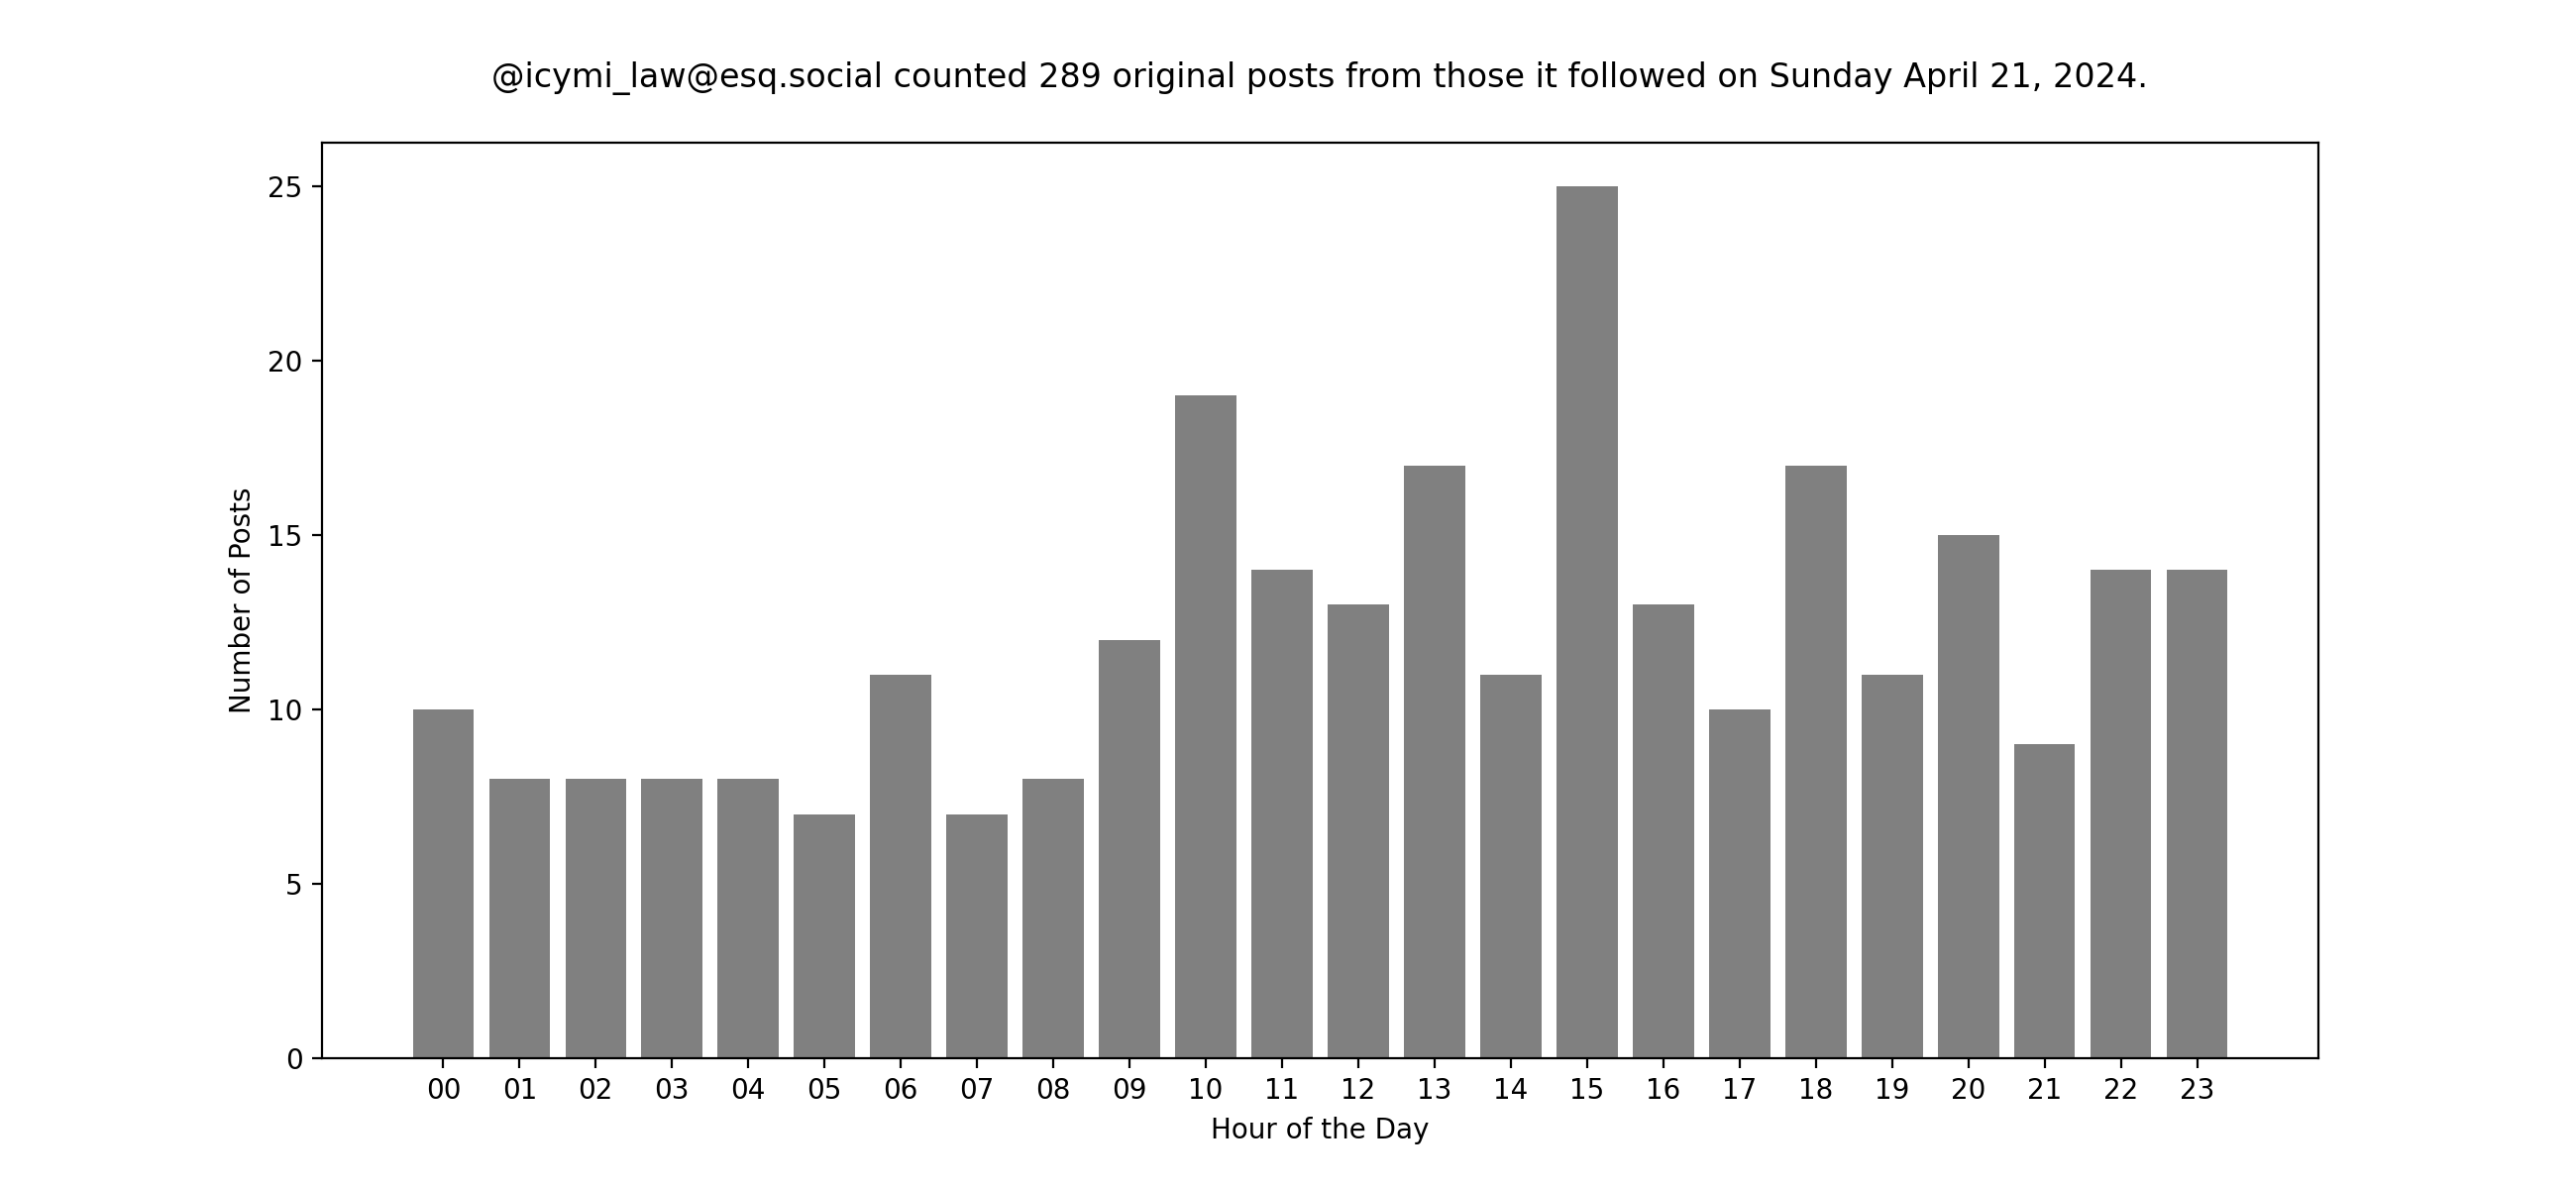 @icymi_law@esq.social counted 289 original posts from those it followed on Sunday April 21, 2024.
25
20
15
10
5
0
Number of Posts
00 01 02 03 04 05 06 07 08 09 10 11 12 13 14 15 16 17 18 19 20 21 22 23
Hour of the Day